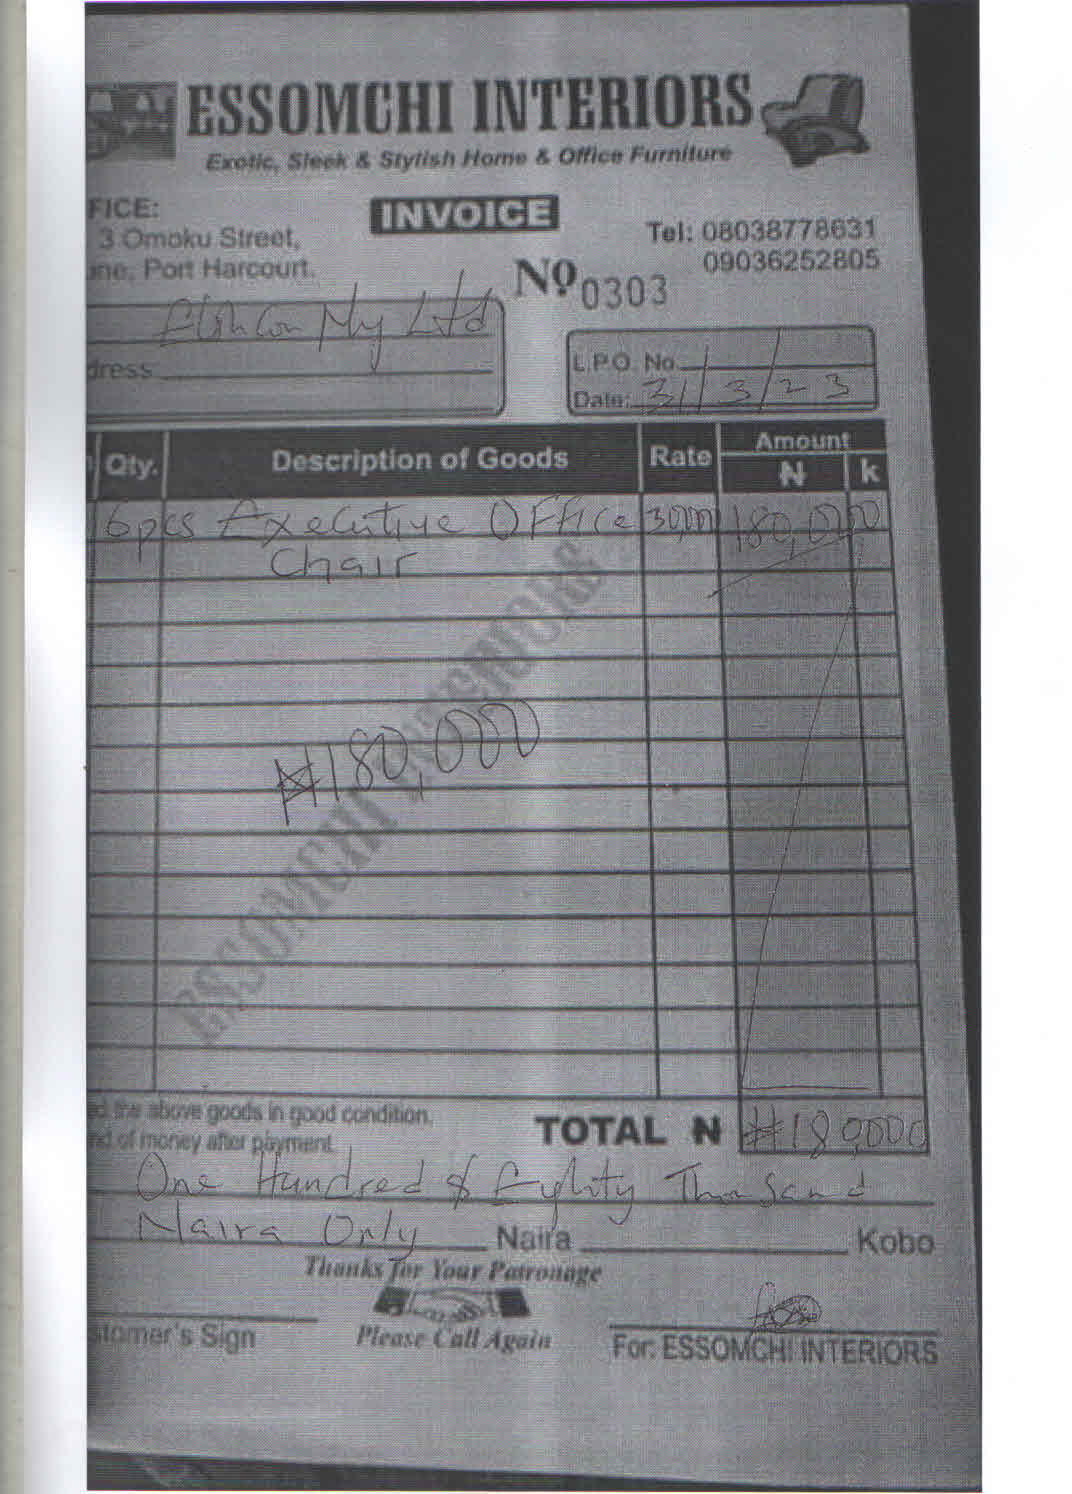 ESSOMCHI INTERIORS
Exotic, Sleek & Stylish Home & Office Furniture
FICE:
INVOICE
3 Omoku Street,
Tel: 08038778631
ne, Port Harcourt.
09036252805
Nº 0303
Ltd
dress
L.P.O. No.
Date: 31/3/23
Qty. Description of Goods Rate Amount
₦ k
6pcs Executive Office 30,000 180,000
Chair
₦180,000
ESSOMCHI INTERIORS
ed the above goods in good condition.
nd of money after payment.
TOTAL ₦ ₦180,000
One Hundred & Eighty Thousand
Naira Only Naira Kobo
Thanks for Your Patronage
Please Call Again
stomer's Sign
For: ESSOMCHI INTERIORS